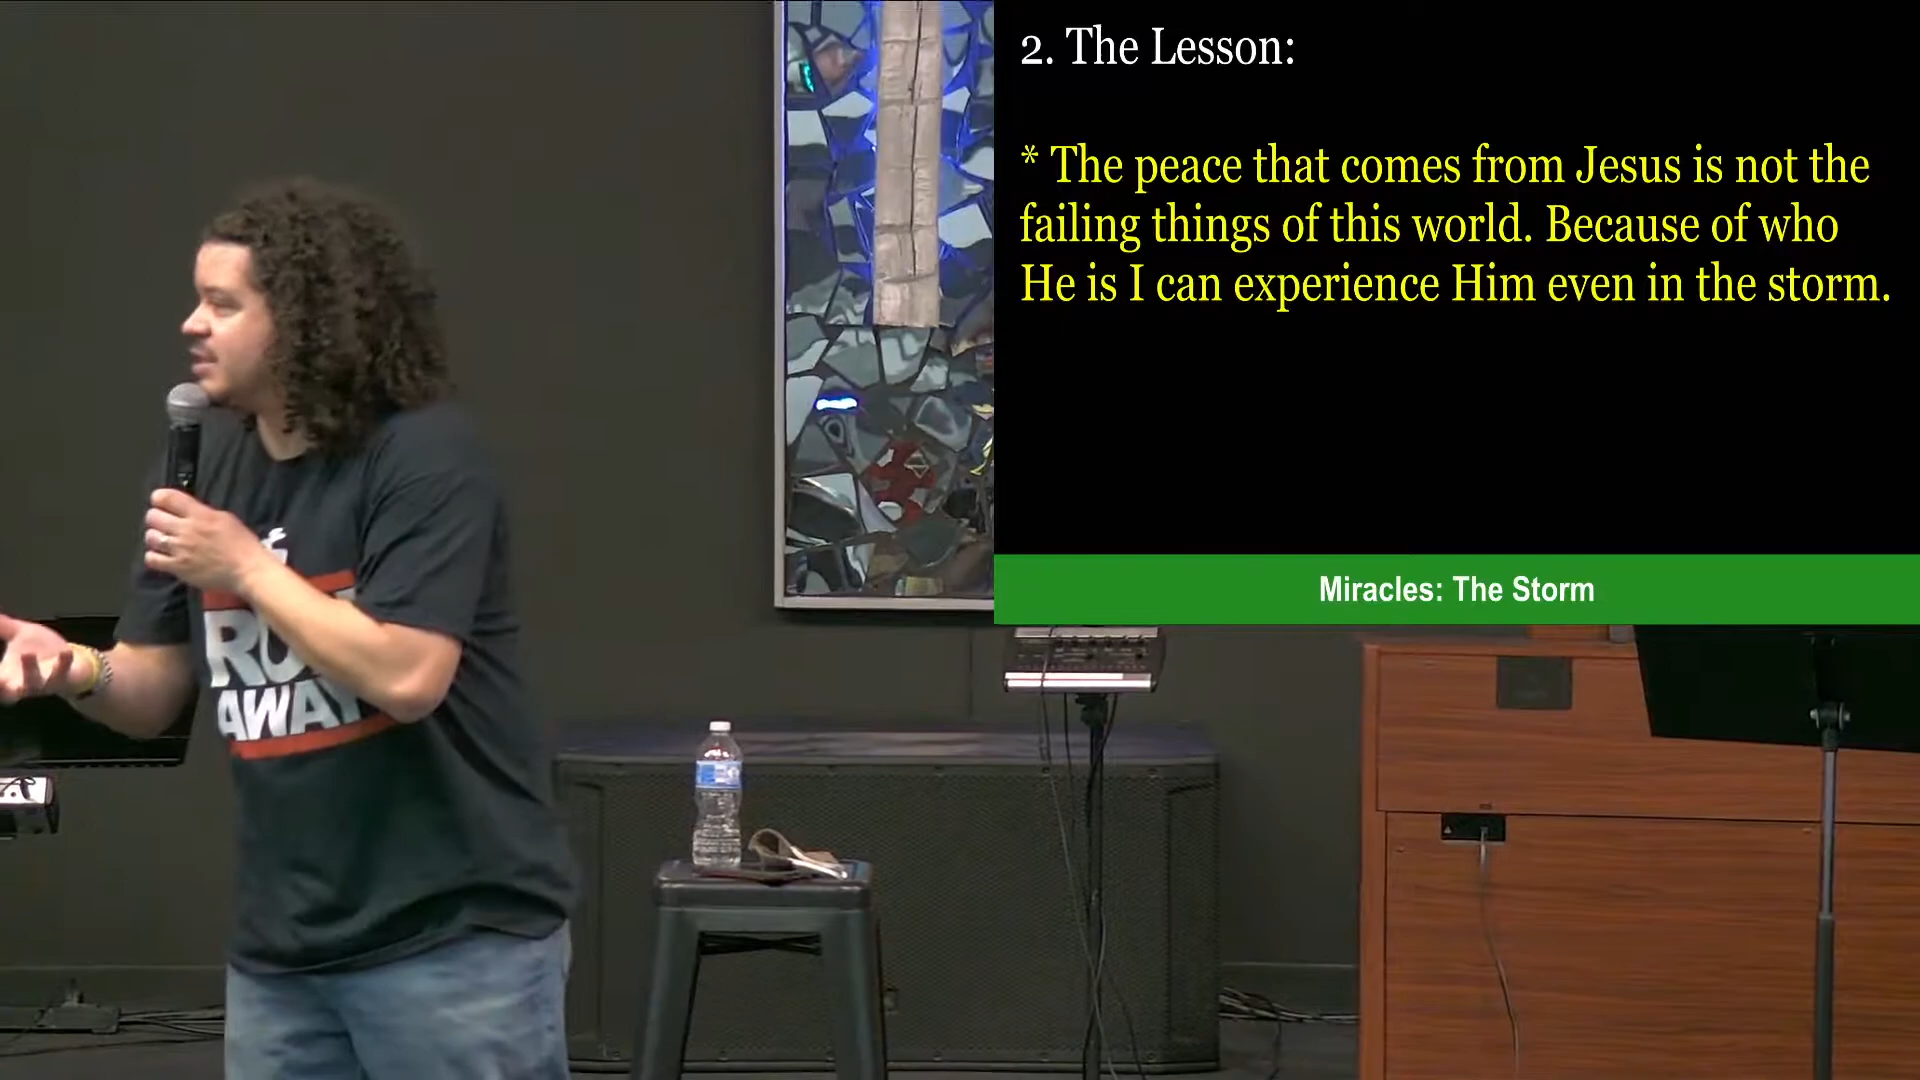 2. The Lesson:
* The peace that comes from Jesus is not the
failing things of this world. Because of who
He is I can experience Him even in the storm.
Miracles: The Storm
AWAY